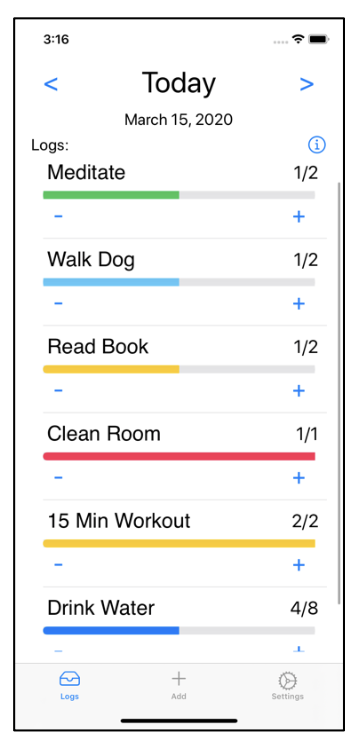 3:16
< Today >
March 15, 2020
Logs: i
Meditate 1/2
- +
Walk Dog 1/2
- +
Read Book 1/2
- +
Clean Room 1/1
- +
15 Min Workout 2/2
- +
Drink Water 4/8
- +
Logs Add Settings